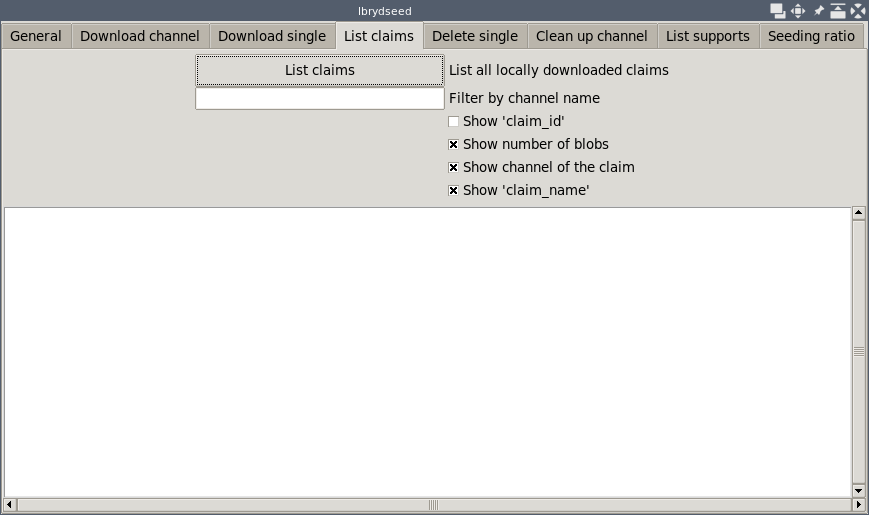 lbrydseed
General Download channel Download single List claims Delete single Clean up channel List supports Seeding ratio
List claims List all locally downloaded claims
Filter by channel name
Show 'claim_id'
Show number of blobs
Show channel of the claim
Show 'claim_name'